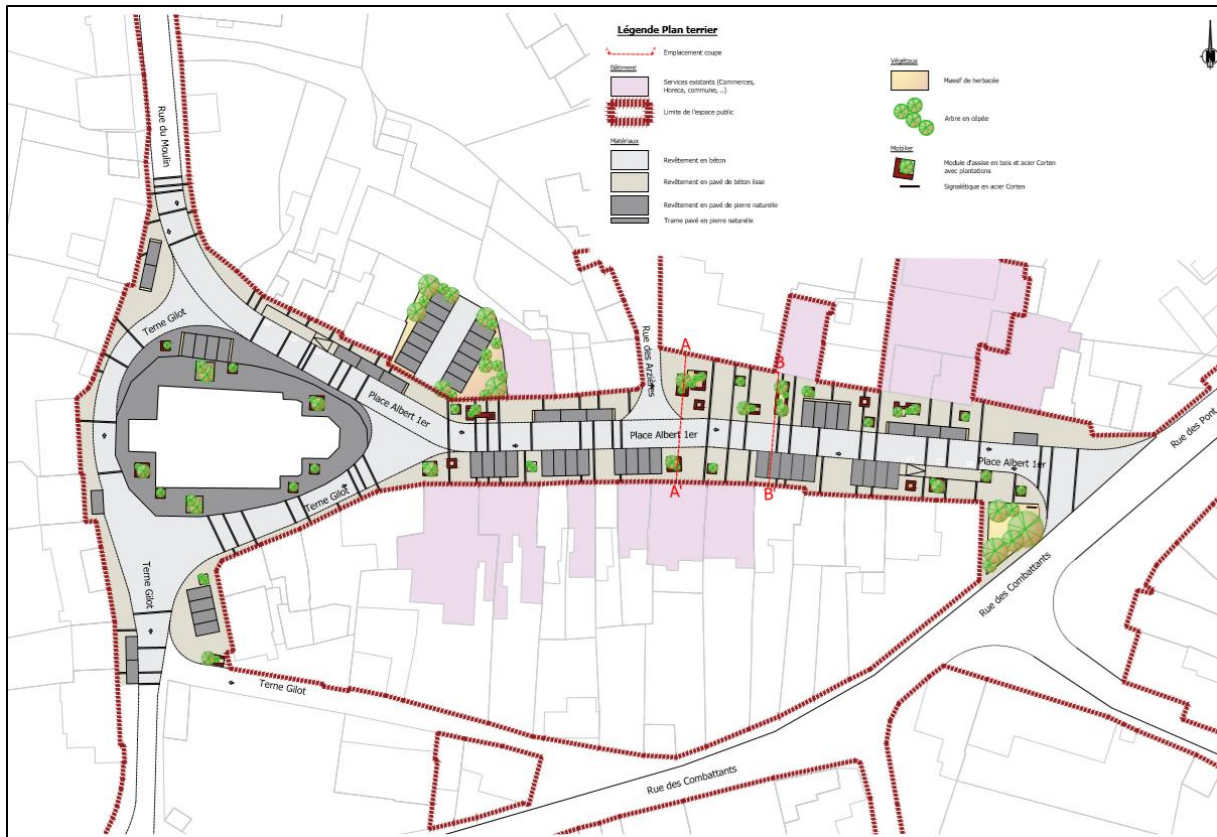 Légende Plan terrier
Emplacement coupe
Bâtiment
Services existants (Commerces,
Horeca, commune, ..)
Limite de l'espace public
Matériaux
Revêtement en béton
Revêtement en pavé de béton lisse
Revêtement en pavé de pierre naturelle
Trame pavé en pierre naturelle
Végétaux
Massif de herbacée
Arbre en cépée
Mobilier
Module d'assise en bois et acier Corten
avec plantations
Signalétique en acier Corten
N
Rue du Moulin
Terne Gilot
Place Albert 1er
Rue des Arzières
A
B
Place Albert 1er
Place Albert 1er
Rue des Pont
A'
B'
Terne Gilot
Terne Gilot
Rue des Combattants
Terne Gilot
Rue des Combattants